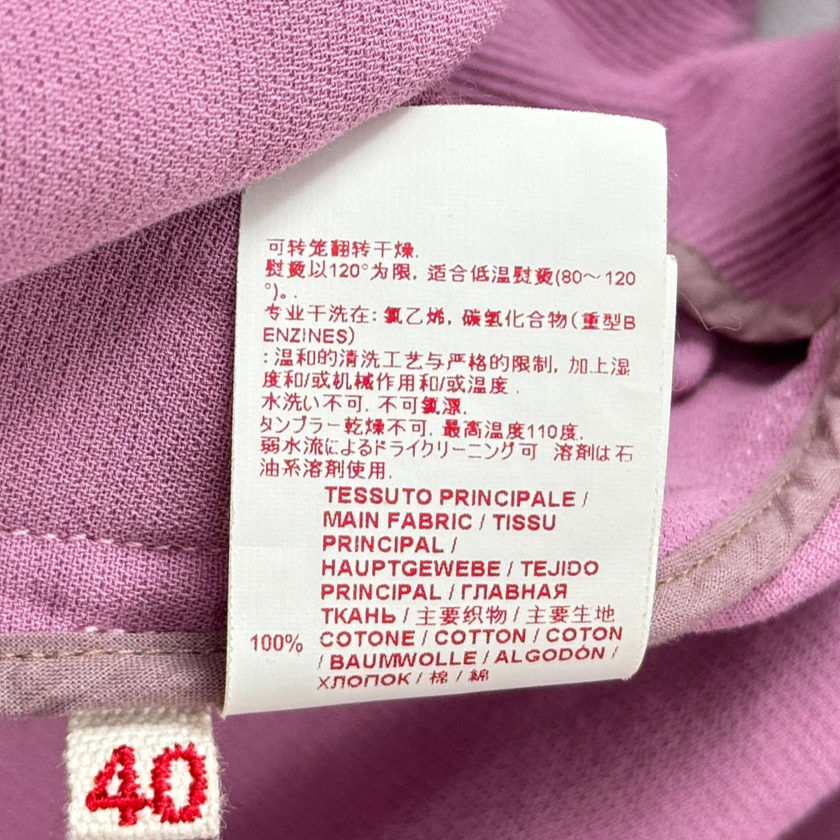 可转笼翻转干燥.
熨烫以120°为限, 适合低温熨烫(80～120
°)。.
专业干洗在: 氯乙烯, 碳氢化合物(重型B
ENZINES)
: 温和的清洗工艺与严格的限制, 加上湿
度和/或机械作用和/或温度 .
水洗い不可. 不可氯漂.
タンブラー乾燥不可. 最高温度110度.
弱水流によるドライクリーニング可 溶剤は石
油系溶剤使用.
TESSUTO PRINCIPALE /
MAIN FABRIC / TISSU
PRINCIPAL /
HAUPTGEWEBE / TEJIDO
PRINCIPAL / ГЛАВНАЯ
ТКАНЬ / 主要织物 / 主要生地
100% COTONE / COTTON / COTON
/ BAUMWOLLE / ALGODÓN /
ХЛОПОК / 棉 / 綿
40